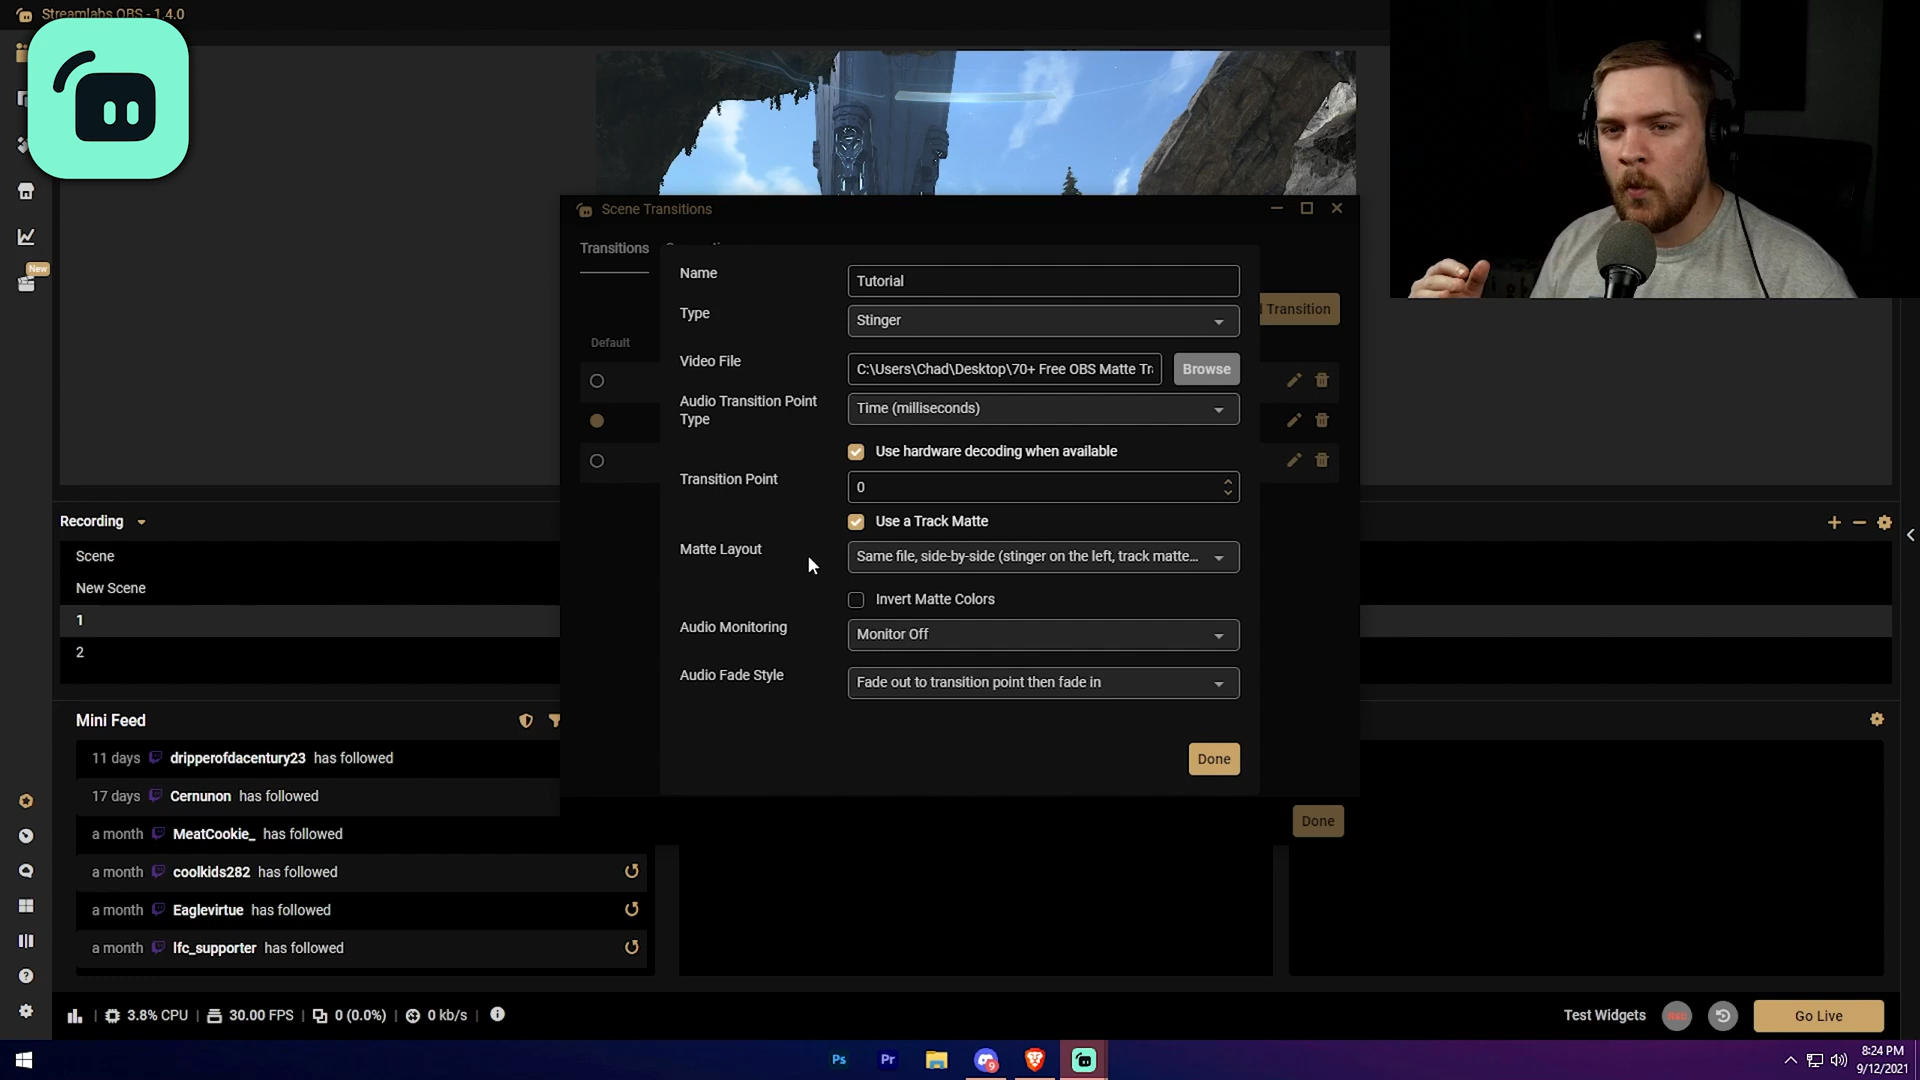 Streamlabs OBS - 1.4.0
Scene Transitions
Transitions
Name
Tutorial
Type
Stinger
Transition
Default
Video File
C:\Users\Chad\Desktop\70+ Free OBS Matte Tr
Browse
Audio Transition Point
Type
Time (milliseconds)
Use hardware decoding when available
Transition Point
0
Use a Track Matte
Matte Layout
Same file, side-by-side (stinger on the left, track matte...
Invert Matte Colors
Audio Monitoring
Monitor Off
Audio Fade Style
Fade out to transition point then fade in
Done
Done
New
Recording
Scene
New Scene
1
2
Mini Feed
11 days dripperofdacentury23 has followed
17 days Cernunon has followed
a month MeatCookie_ has followed
a month coolkids282 has followed
a month Eaglevirtue has followed
a month lfc_supporter has followed
3.8% CPU | 30.00 FPS | 0 (0.0%) | 0 kb/s
Test Widgets
REC
Go Live
Ps
Pr
9
8:24 PM
9/12/2021